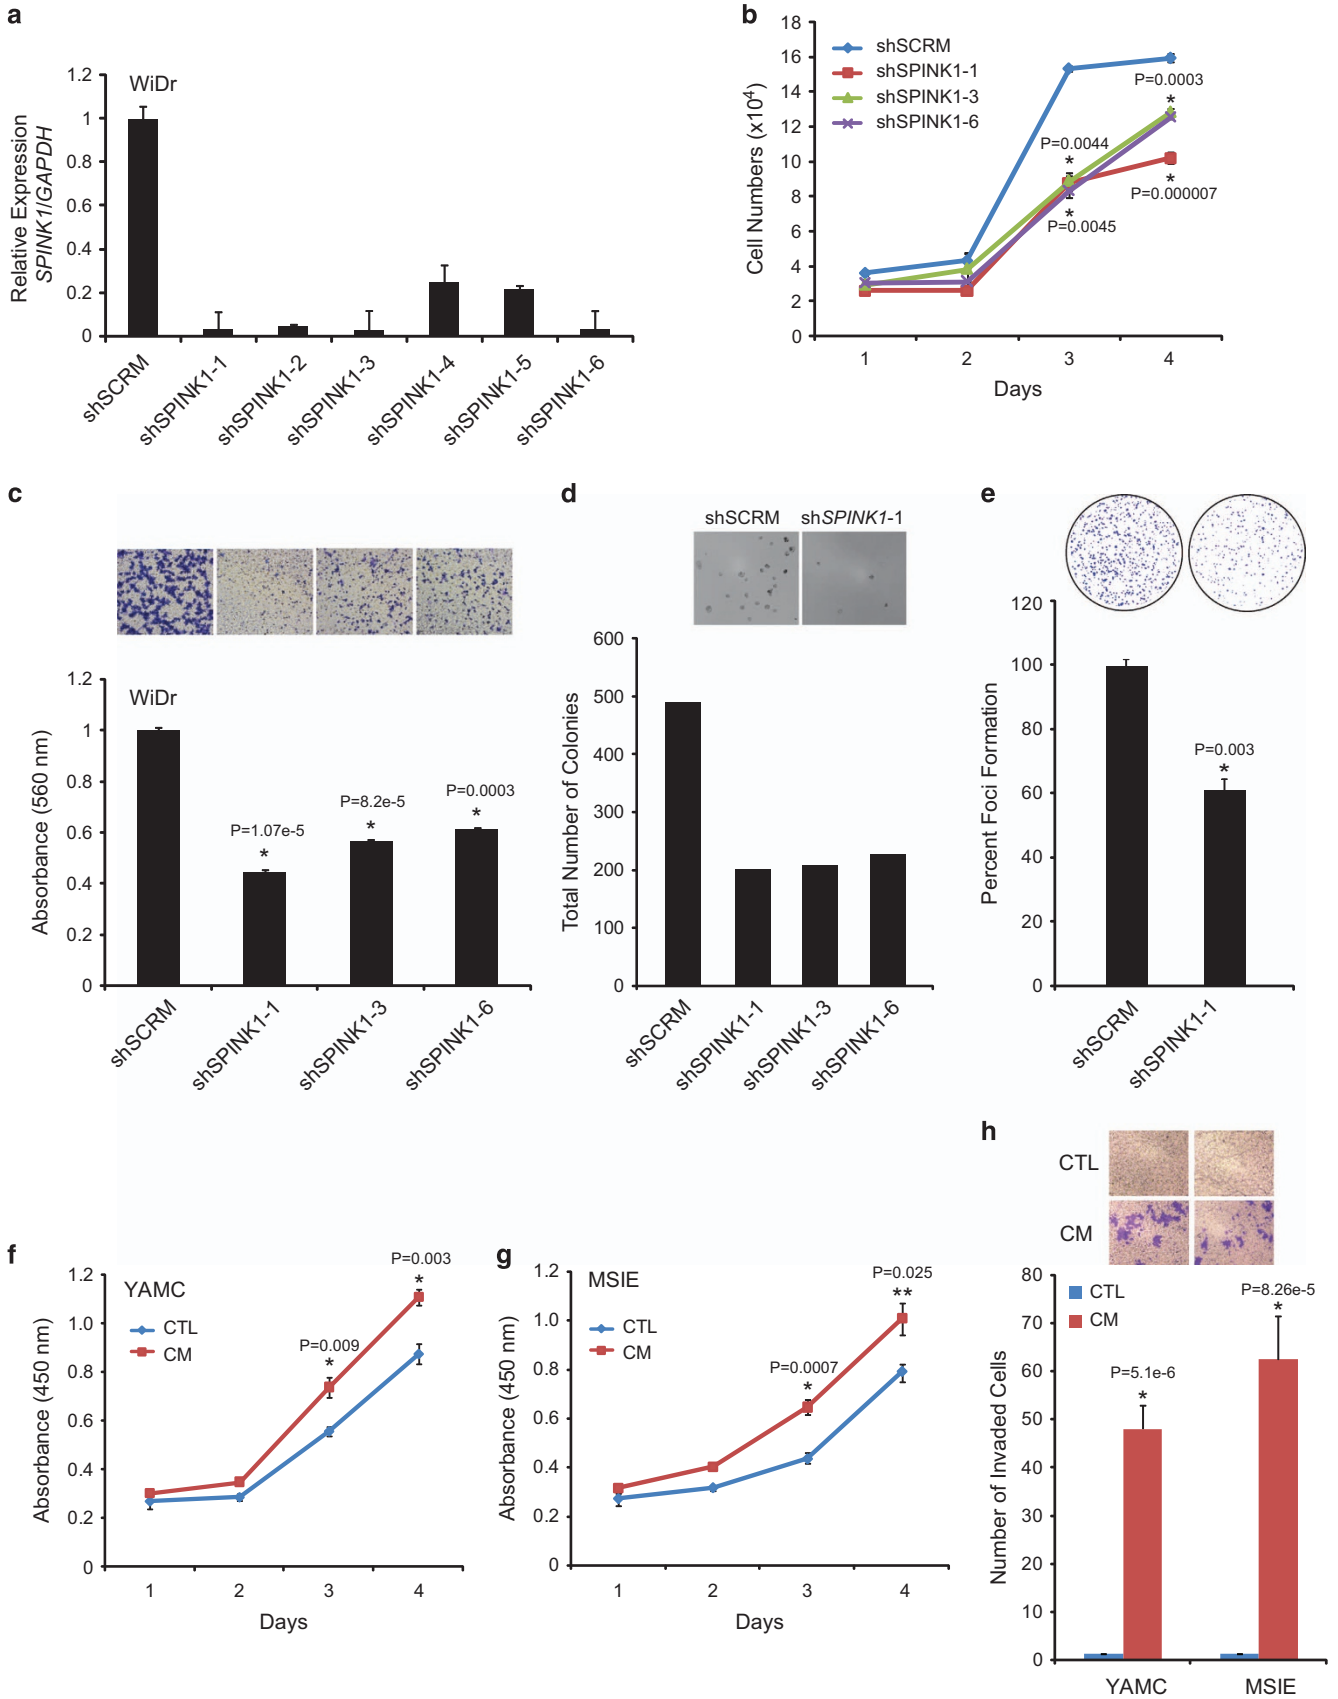 a
WiDr
1.2
1
0.8
0.6
0.4
0.2
0
Relative Expression
SPINK1/GAPDH
shSCRM
shSPINK1-1
shSPINK1-2
shSPINK1-3
shSPINK1-4
shSPINK1-5
shSPINK1-6
b
18
16
14
12
10
8
6
4
2
0
Cell Numbers (x10⁴)
shSCRM
shSPINK1-1
shSPINK1-3
shSPINK1-6
P=0.0003
*
P=0.0044
*
*
P=0.000007
*
P=0.0045
1 2 3 4
Days
c
WiDr
1.2
1
0.8
0.6
0.4
0.2
0
Absorbance (560 nm)
P=1.07e-5
*
P=8.2e-5
*
P=0.0003
*
shSCRM
shSPINK1-1
shSPINK1-3
shSPINK1-6
d
shSCRM shSPINK1-1
600
500
400
300
200
100
0
Total Number of Colonies
shSCRM
shSPINK1-1
shSPINK1-3
shSPINK1-6
e
120
100
80
60
40
20
0
Percent Foci Formation
P=0.003
*
shSCRM
shSPINK1-1
f
YAMC
1.2
1.0
0.8
0.6
0.4
0.2
0
Absorbance (450 nm)
CTL
CM
P=0.009
*
P=0.003
*
1 2 3 4
Days
g
MSIE
1.2
1.0
0.8
0.6
0.4
0.2
0
Absorbance (450 nm)
CTL
CM
P=0.0007
*
P=0.025
**
1 2 3 4
Days
h
CTL
CM
80
70
60
50
40
30
20
10
0
Number of Invaded Cells
CTL
CM
P=5.1e-6
*
P=8.26e-5
*
YAMC MSIE